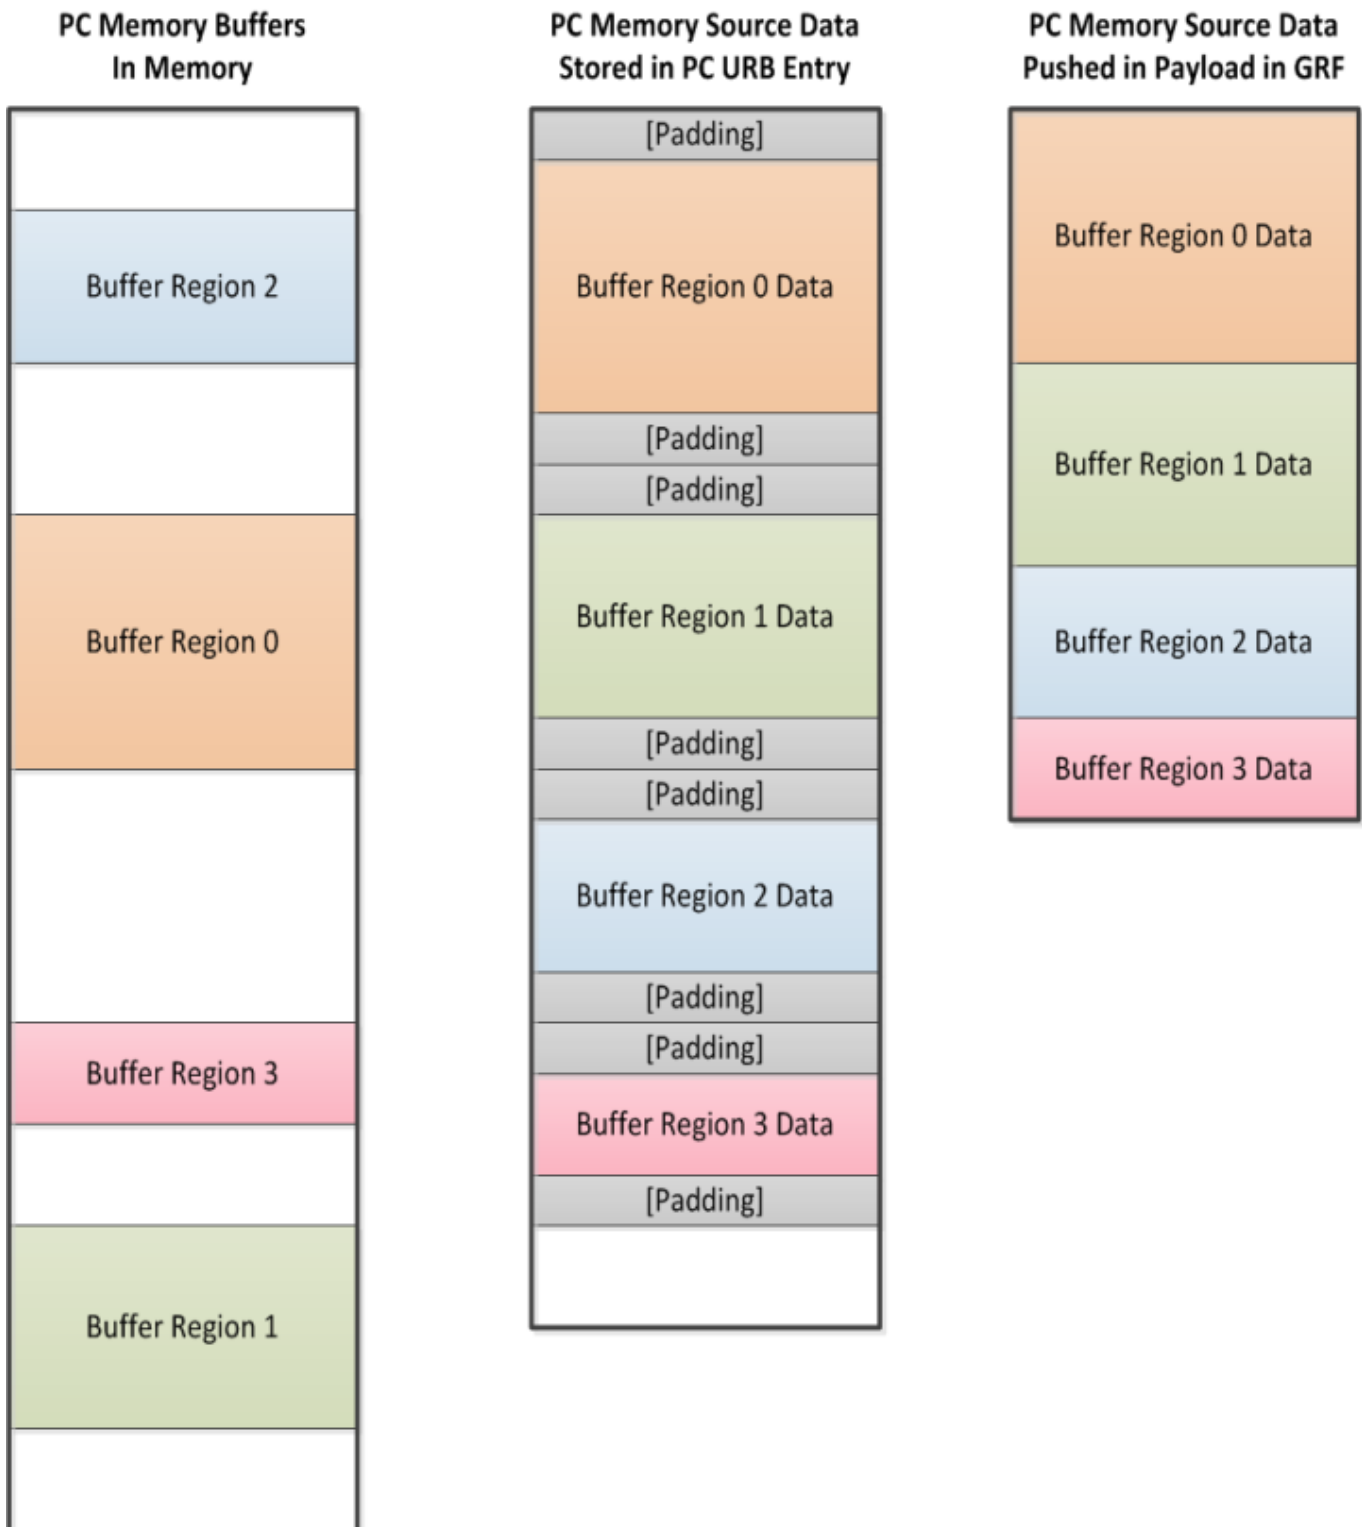 PC Memory Buffers
In Memory
Buffer Region 2
Buffer Region 0
Buffer Region 3
Buffer Region 1
PC Memory Source Data
Stored in PC URB Entry
[Padding]
Buffer Region 0 Data
[Padding]
[Padding]
Buffer Region 1 Data
[Padding]
[Padding]
Buffer Region 2 Data
[Padding]
[Padding]
Buffer Region 3 Data
[Padding]
PC Memory Source Data
Pushed in Payload in GRF
Buffer Region 0 Data
Buffer Region 1 Data
Buffer Region 2 Data
Buffer Region 3 Data